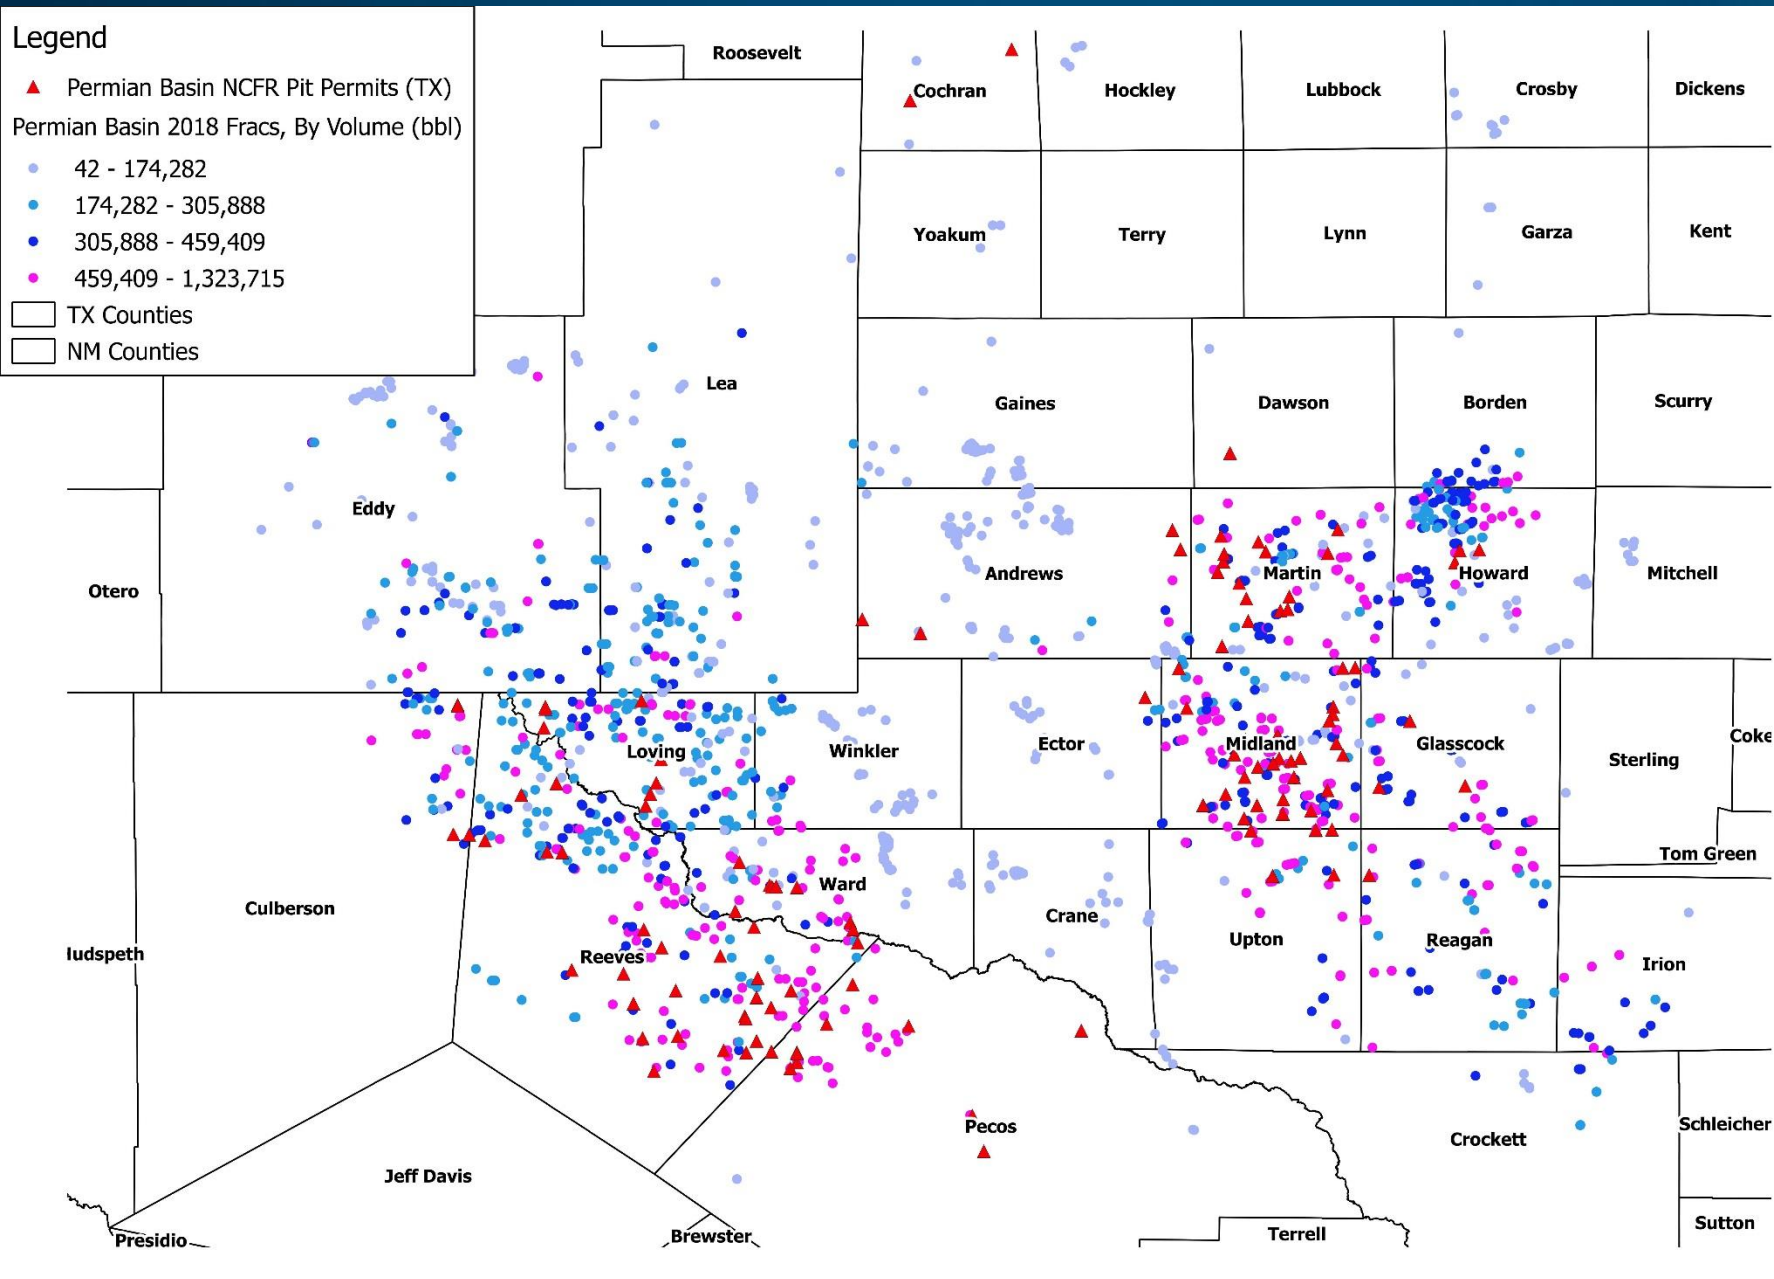 Legend
Permian Basin NCFR Pit Permits (TX)
Permian Basin 2018 Fracs, By Volume (bbl)
42 - 174,282
174,282 - 305,888
305,888 - 459,409
459,409 - 1,323,715
TX Counties
NM Counties
Roosevelt
Cochran
Hockley
Lubbock
Crosby
Dickens
Yoakum
Terry
Lynn
Garza
Kent
Lea
Gaines
Dawson
Borden
Scurry
Eddy
Otero
Andrews
Martin
Howard
Mitchell
Loving
Winkler
Ector
Midland
Glasscock
Sterling
Coke
Culberson
Ward
Crane
Tom Green
Iudspeth
Reeves
Upton
Reagan
Irion
Pecos
Crockett
Schleicher
Jeff Davis
Presidio
Brewster
Terrell
Sutton